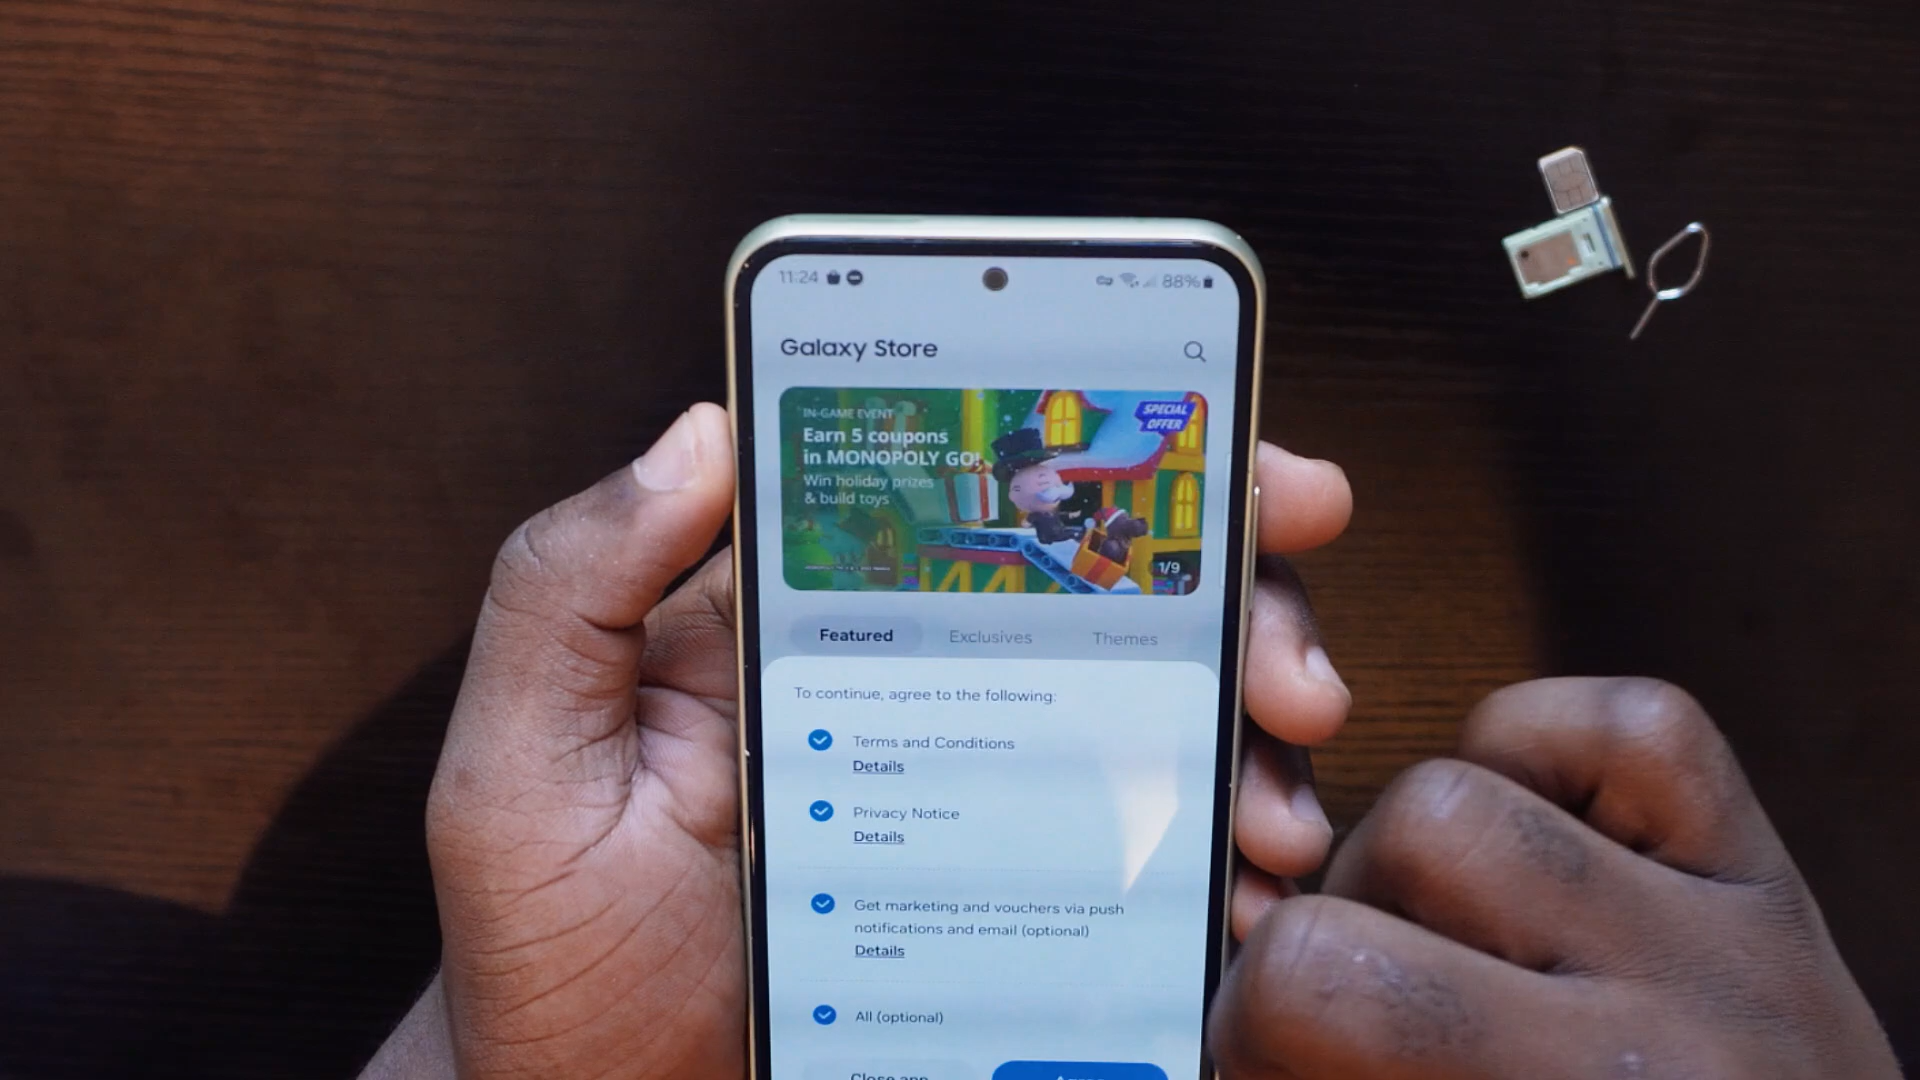 11:24
88%
Galaxy Store
IN-GAME EVENT
Earn 5 coupons
in MONOPOLY GO!
Win holiday prizes
& build toys
SPECIAL
OFFER
1/9
Featured Exclusives Themes
To continue, agree to the following:
Terms and Conditions
Details
Privacy Notice
Details
Get marketing and vouchers via push
notifications and email (optional)
Details
All (optional)
Close app Agree